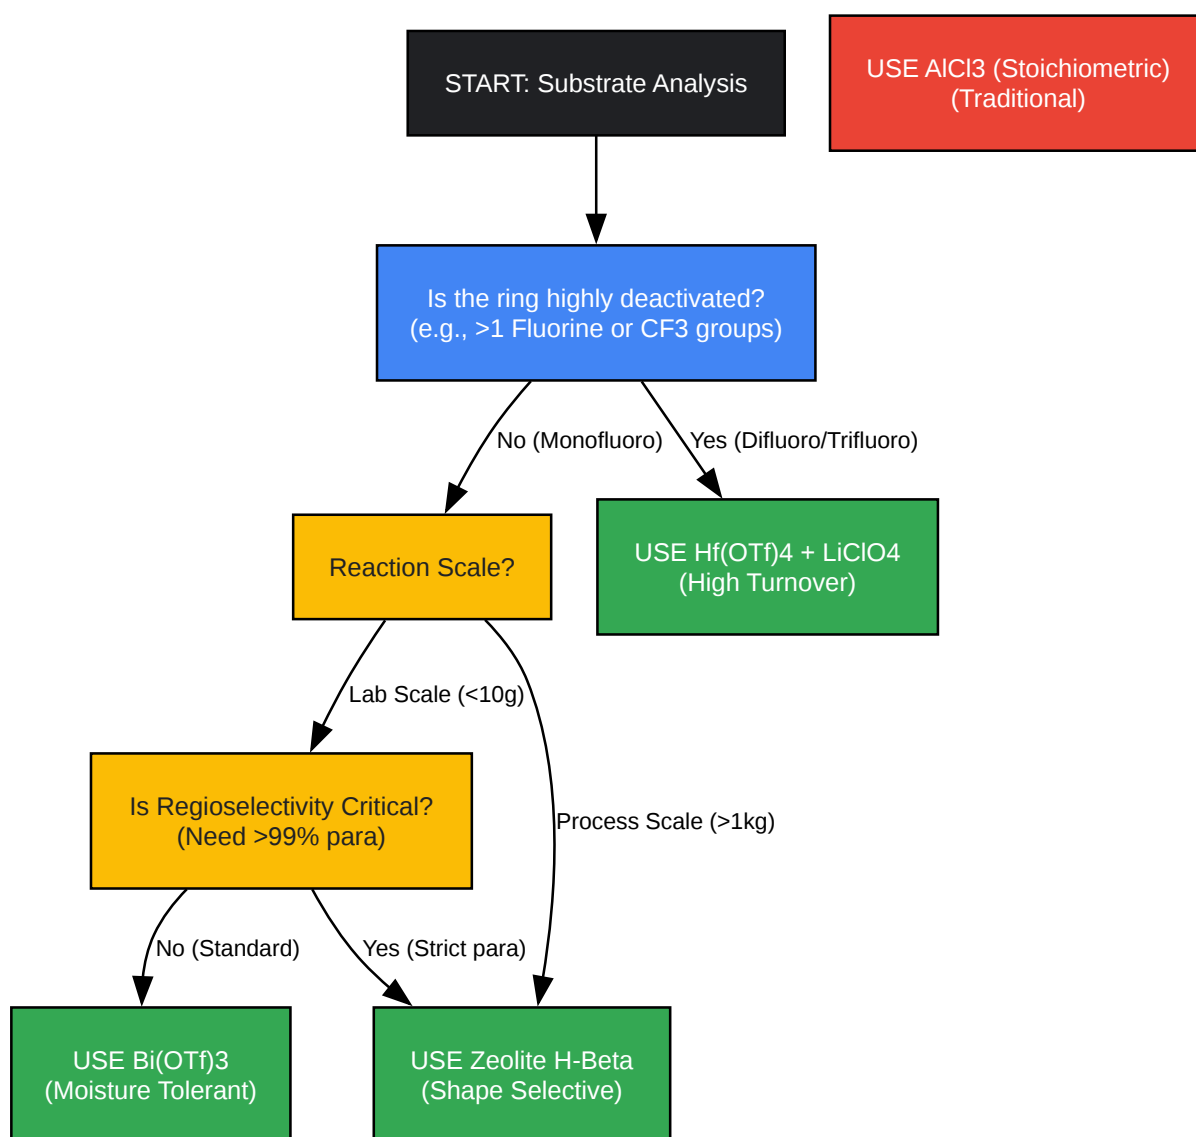 START: Substrate Analysis
USE AlCl3 (Stoichiometric)
(Traditional)
Is the ring highly deactivated?
(e.g., >1 Fluorine or CF3 groups)
No (Monofluoro)
Yes (Difluoro/Trifluoro)
Reaction Scale?
USE Hf(OTf)4 + LiClO4
(High Turnover)
Lab Scale (<10g)
Is Regioselectivity Critical?
(Need >99% para)
Process Scale (>1kg)
No (Standard)
Yes (Strict para)
USE Bi(OTf)3
(Moisture Tolerant)
USE Zeolite H-Beta
(Shape Selective)